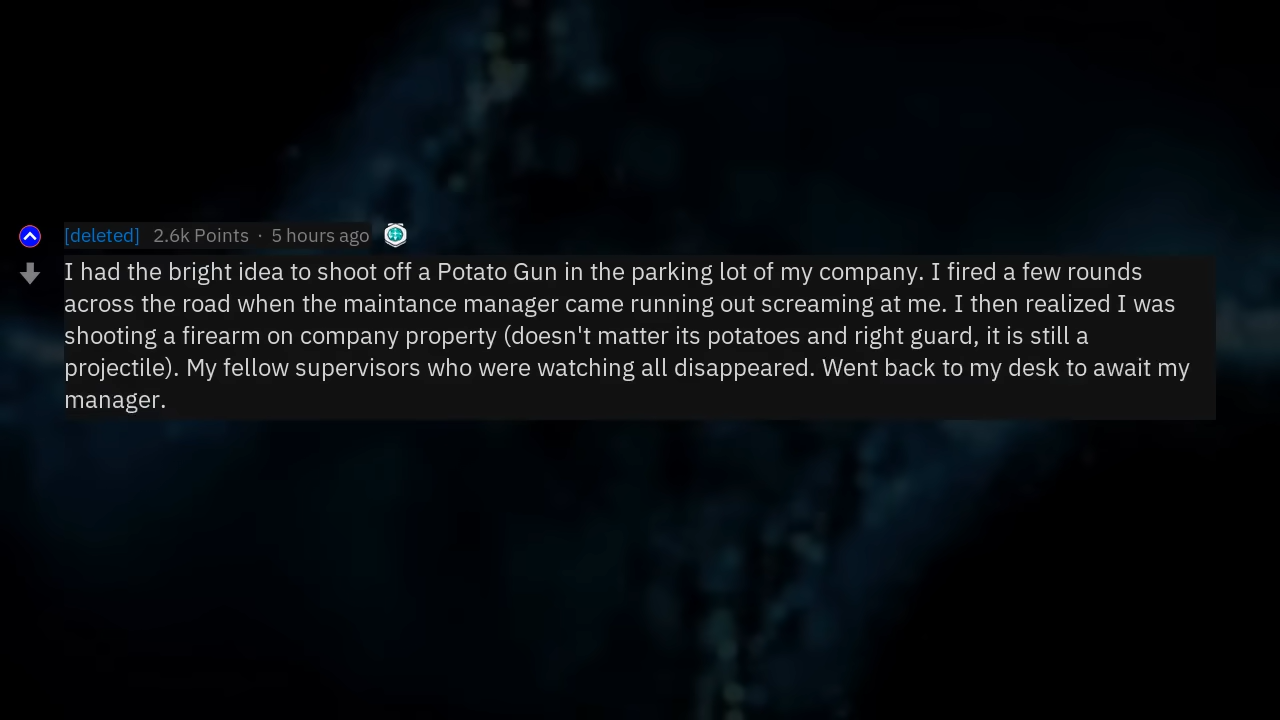 [deleted] 2.6k Points · 5 hours ago
I had the bright idea to shoot off a Potato Gun in the parking lot of my company. I fired a few rounds
across the road when the maintance manager came running out screaming at me. I then realized I was
shooting a firearm on company property (doesn't matter its potatoes and right guard, it is still a
projectile). My fellow supervisors who were watching all disappeared. Went back to my desk to await my
manager.